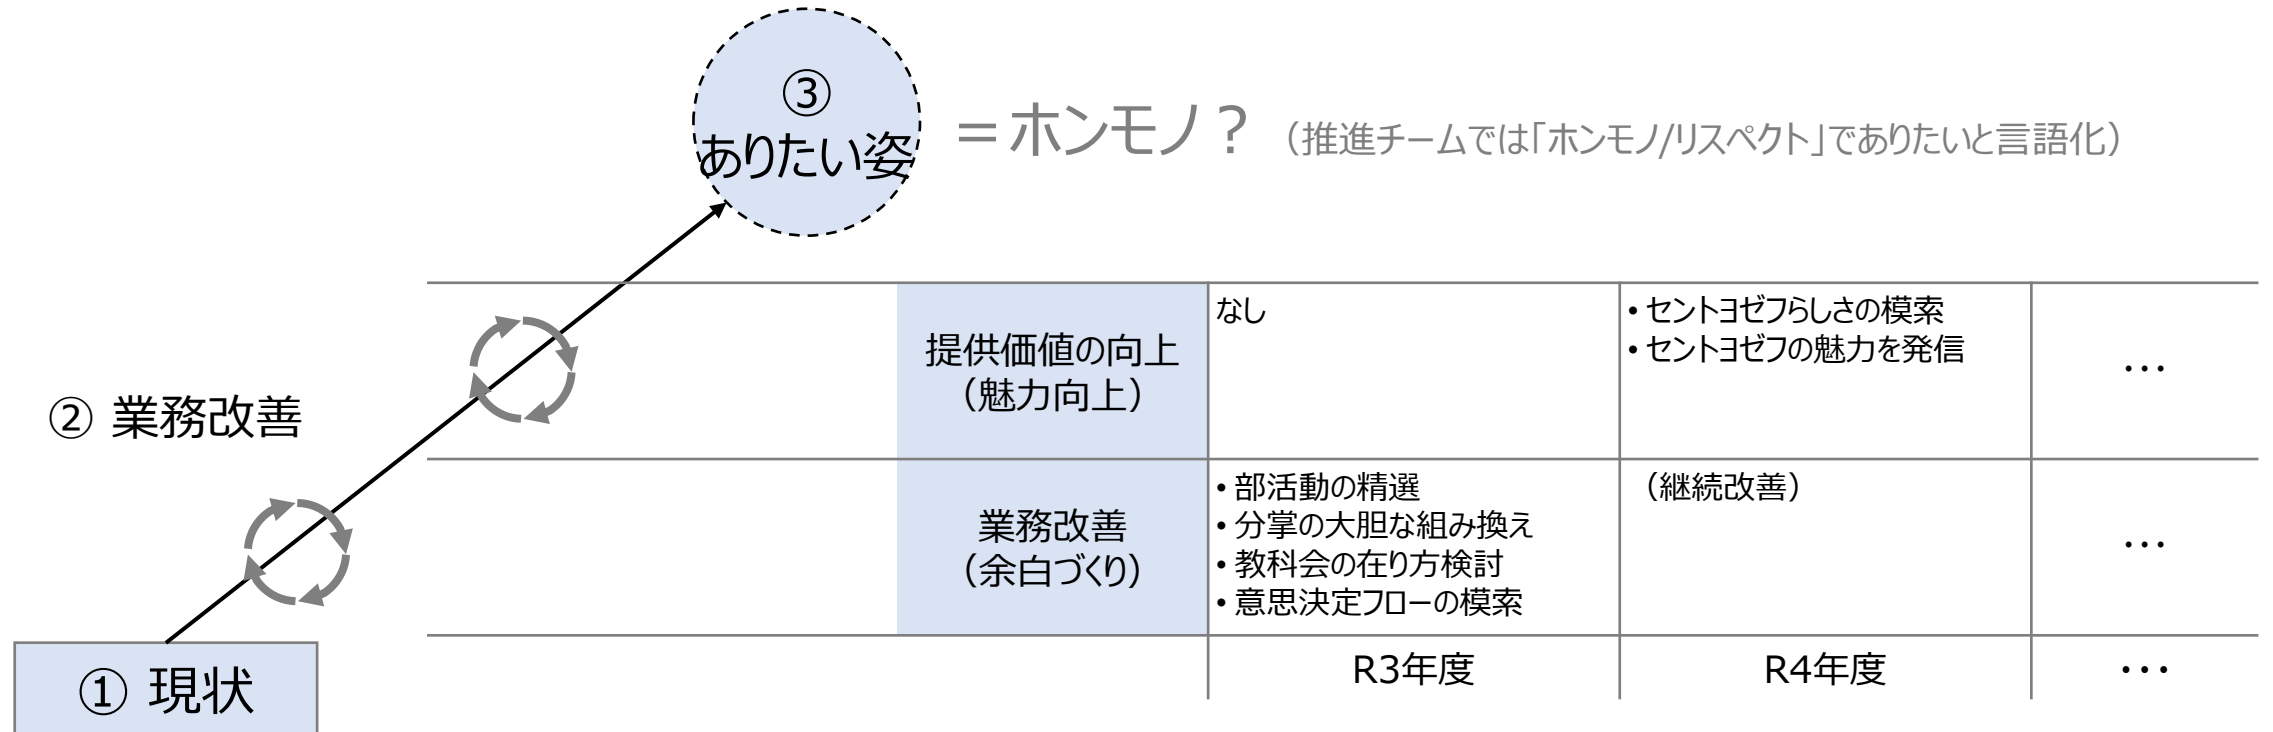 ③
ありたい姿
＝ホンモノ？（推進チームでは「ホンモノ/リスペクト」でありたいと言語化）
② 業務改善
① 現状
提供価値の向上
（魅力向上）
なし
• セントヨゼフらしさの模索
• セントヨゼフの魅力を発信
…
業務改善
（余白づくり）
• 部活動の精選
• 分掌の大胆な組み換え
• 教科会の在り方検討
• 意思決定フローの模索
（継続改善）
…
R3年度
R4年度
…